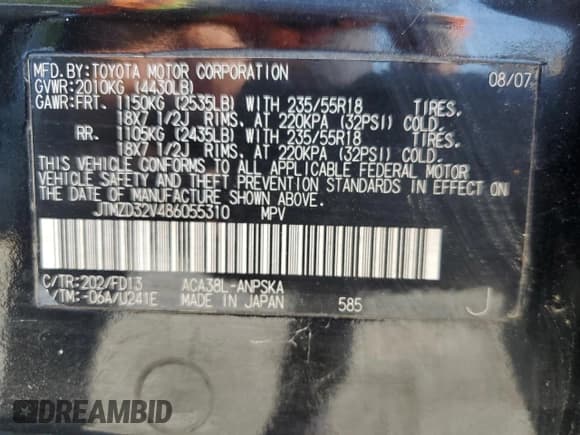 MFD.BY:TOYOTA MOTOR CORPORATION 08/07
GVWR:2010KG (4430LB)
GAWR:FRT. 1150KG (2535LB) WITH 235/55R18 TIRES.
18X7 1/2J RIMS, AT 220KPA (32PSI) COLD.
RR. 1105KG (2435LB) WITH 235/55R18 TIRES.
18X7 1/2J RIMS, AT 220KPA (32PSI) COLD.
THIS VEHICLE CONFORMS TO ALL APPLICABLE FEDERAL MOTOR
VEHICLE SAFETY AND THEFT PREVENTION STANDARDS IN EFFECT ON
THE DATE OF MANUFACTURE SHOWN ABOVE.
JTMZD32V486055310 MPV
C/TR:202/FD13 ACA38L-ANPSKA
/TM:-06A/U241E MADE IN JAPAN 585 J
DREAMBID